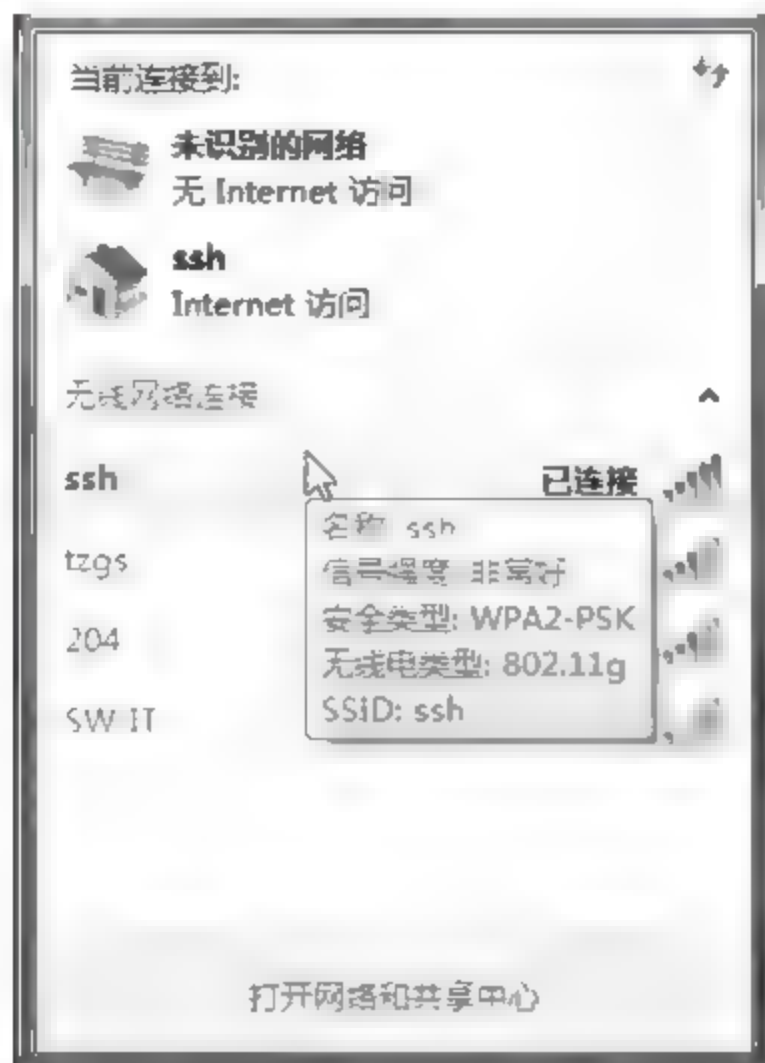 当前连接到:
未识别的网络
无 Internet 访问
ssh
Internet 访问
无线网络连接
ssh 已连接
名称: ssh
信号强度: 非常好
安全类型: WPA2-PSK
无线电类型: 802.11g
SSID: ssh
tzgs
204
SW-IT
打开网络和共享中心